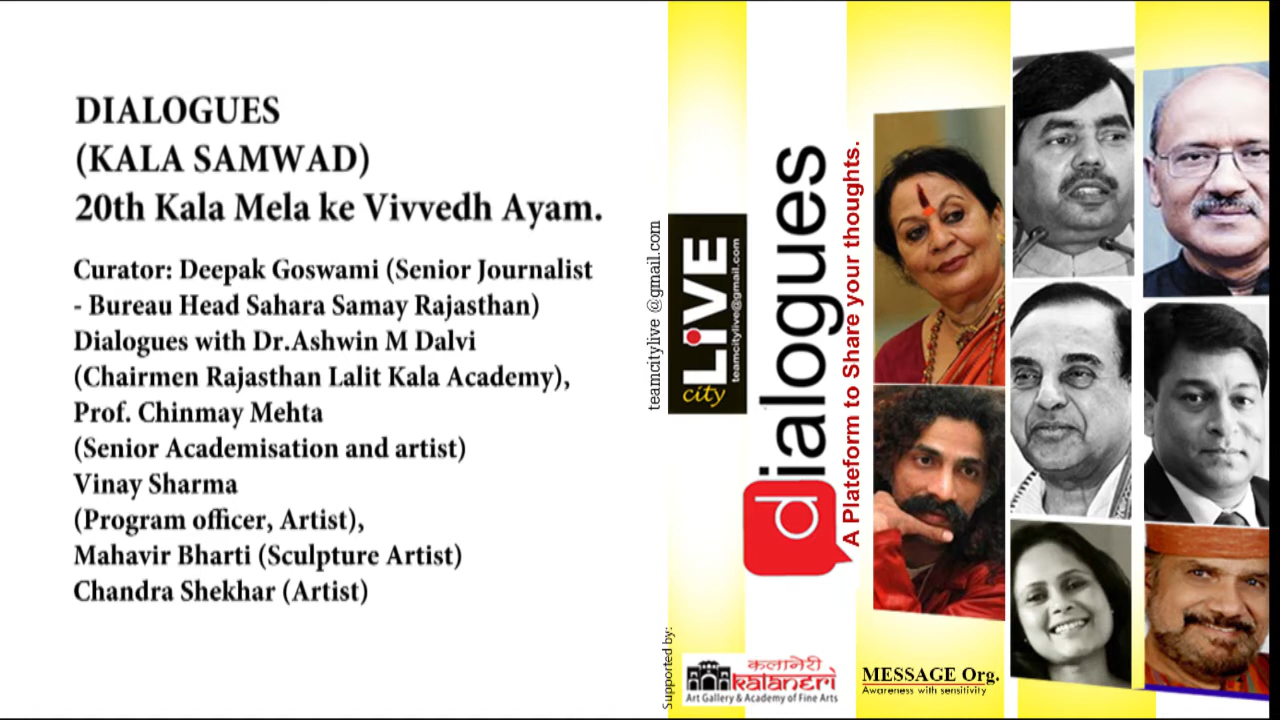 DIALOGUES
(KALA SAMWAD)
20th Kala Mela ke Vivvedh Ayam.
Curator: Deepak Goswami (Senior Journalist
- Bureau Head Sahara Samay Rajasthan)
Dialogues with Dr.Ashwin M Dalvi
(Chairmen Rajasthan Lalit Kala Academy),
Prof. Chinmay Mehta
(Senior Academisation and artist)
Vinay Sharma
(Program officer, Artist),
Mahavir Bharti (Sculpture Artist)
Chandra Shekhar (Artist)
teamcitylive @gmail.com
city LiVE
teamcitylive@gmail.com
dialogues
A Plateform to Share your thoughts.
Supported by:
कलानेरी
kalaneri
Art Gallery & Academy of Fine Arts
MESSAGE Org.
Awareness with sensitivity